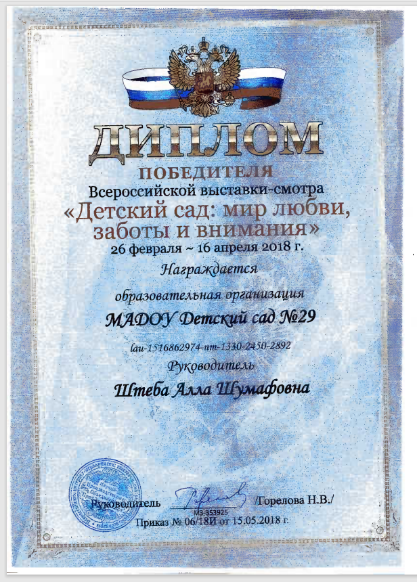 ДИПЛОМ
ПОБЕДИТЕЛЯ
Всероссийской выставки-смотра
«Детский сад: мир любви,
заботы и внимания»
26 февраля ~ 16 апреля 2018 г.
Награждается
образовательная организация
МАДОУ Детский сад №29
lau-1516862974-nm-1330-2450-2892
Руководитель
Штеба Алла Шумафовна
Руководитель /Горелова Н.В./
МЗ-853925
Приказ № 06/18И от 15.05.2018 г.